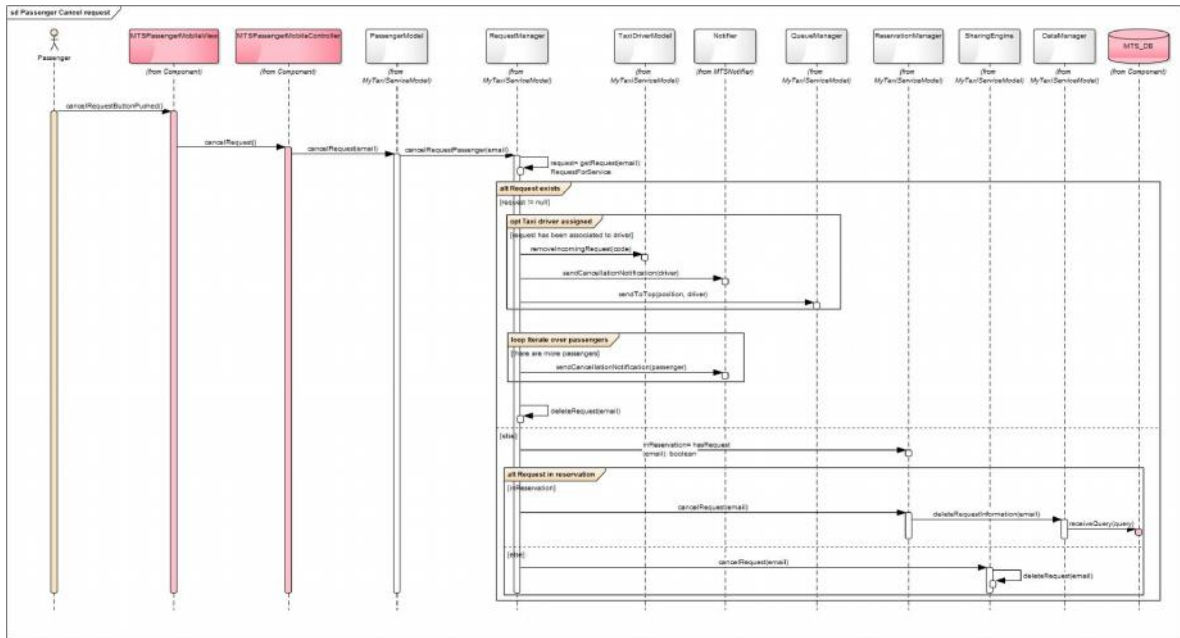 sd Passenger Cancel request
Passenger
MTSPassengerMobileView
(from Component)
MTSPassengerMobileController
(from Component)
PassengerModel
(from
MyTaxiServiceModel)
RequestManager
(from
MyTaxiServiceModel)
TaxiDriverModel
(from
MyTaxiServiceModel)
Notifier
(from MTSNotifier)
QueueManager
(from
MyTaxiServiceModel)
ReservationManager
(from
MyTaxiServiceModel)
SharingEngine
(from
MyTaxiServiceModel)
DataManager
(from
MyTaxiServiceModel)
MTS_DB
(from Component)
cancelRequestButtonPushed()
cancelRequest()
cancelRequest(email)
cancelRequestPassenger(email)
request= getRequest(email):
RequestForService
alt Request exists
[request != null]
opt Taxi driver assigned
[request has been associated to driver]
removeIncomingRequest(code)
sendCancellationNotification(driver)
sendToTop(position, driver)
loop Iterate over passengers
[there are more passengers]
sendCancellationNotification(passenger)
deleteRequest(email)
[else]
inReservation= hasRequest
(email): boolean
alt Request in reservation
[inReservation]
cancelRequest(email)
deleteRequestInformation(email)
receiveQuery(query)
[else]
cancelRequest(email)
deleteRequest(email)